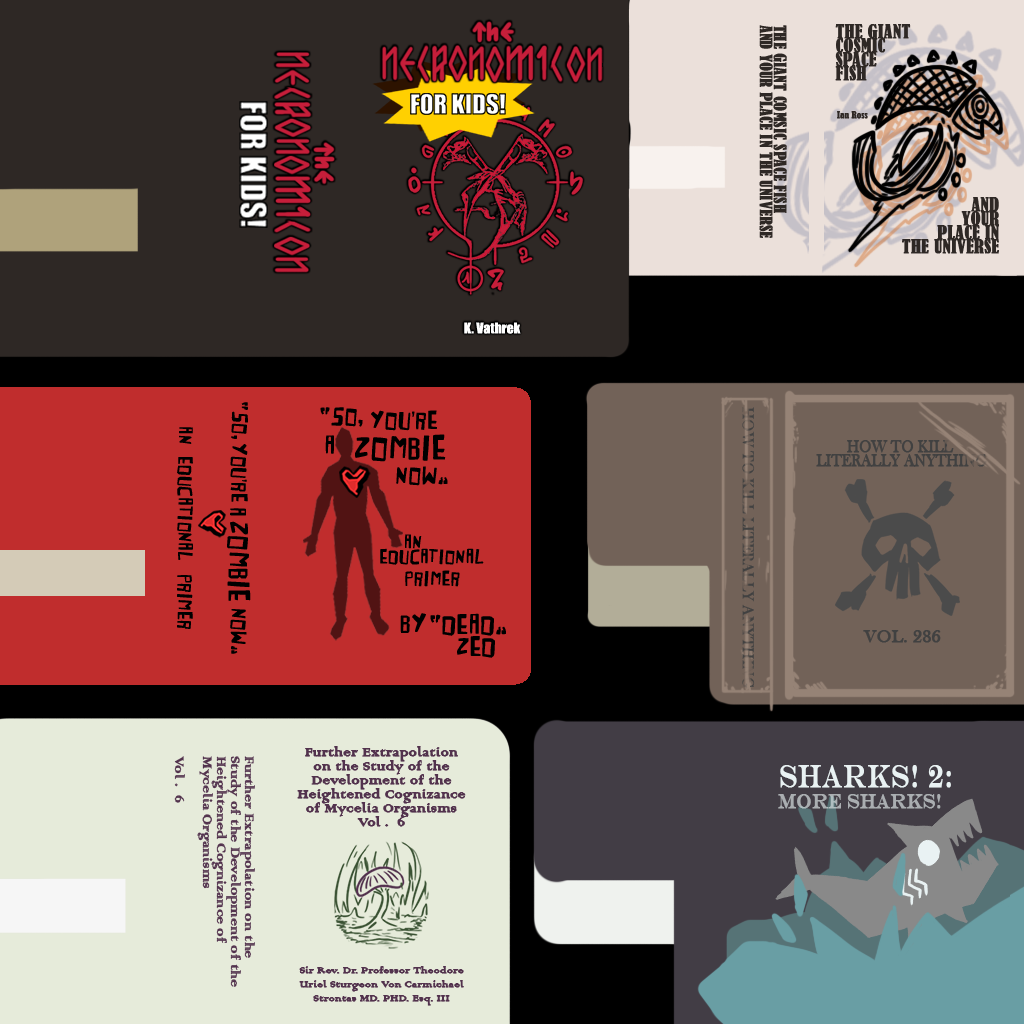 THE
NECRONOMICON
FOR KIDS!
THE
NECRONOMICON
FOR KIDS!
K. Vathrek
THE GIANT COMSIC SPACE FISH
AND YOUR PLACE IN THE UNIVERSE
THE GIANT
COSMIC
SPACE
FISH
Ion Ross
AND
YOUR
PLACE IN
THE UNIVERSE
"SO, YOU'RE A ZOMBIE NOW"
AN EDUCATIONAL PRIMER
"SO, YOU'RE
A ZOMBIE
NOW"
AN
EDUCATIONAL
PRIMER
BY "DEAD"
ZED
HOW TO KILL LITERALLY ANYTHING
HOW TO KILL
LITERALLY ANYTHING
VOL. 286
Further Extrapolation on the
Study of the Development of the
Heightened Cognizance of
Mycelia Organisms
Vol. 6
Further Extrapolation
on the Study of the
Development of the
Heightened Cognizance
of Mycelia Organisms
Vol. 6
Sir Rev. Dr. Professor Theodore
Uriel Sturgeon Von Carmichael
Strontas MD. PHD. Esq. III
SHARKS! 2:
MORE SHARKS!